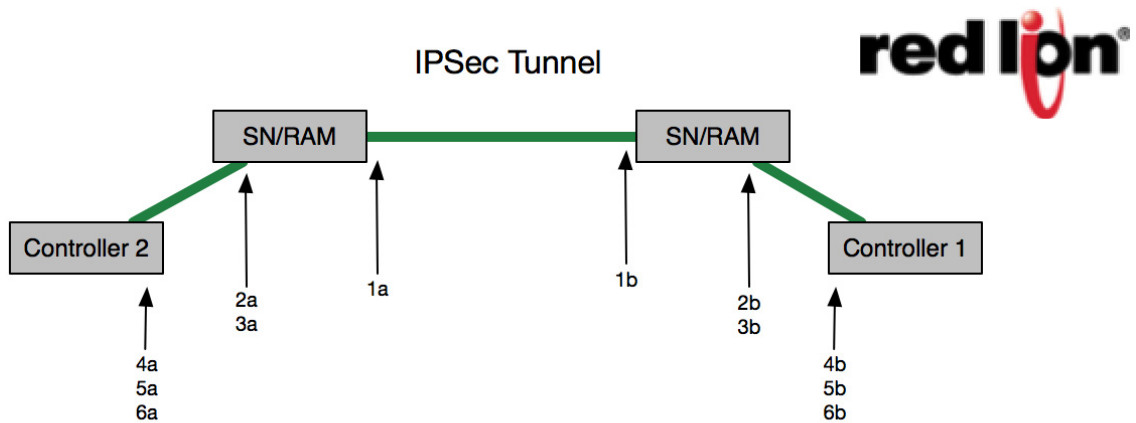 red lion®
IPSec Tunnel
SN/RAM
SN/RAM
Controller 2
Controller 1
1a
1b
2a
3a
2b
3b
4a
5a
6a
4b
5b
6b